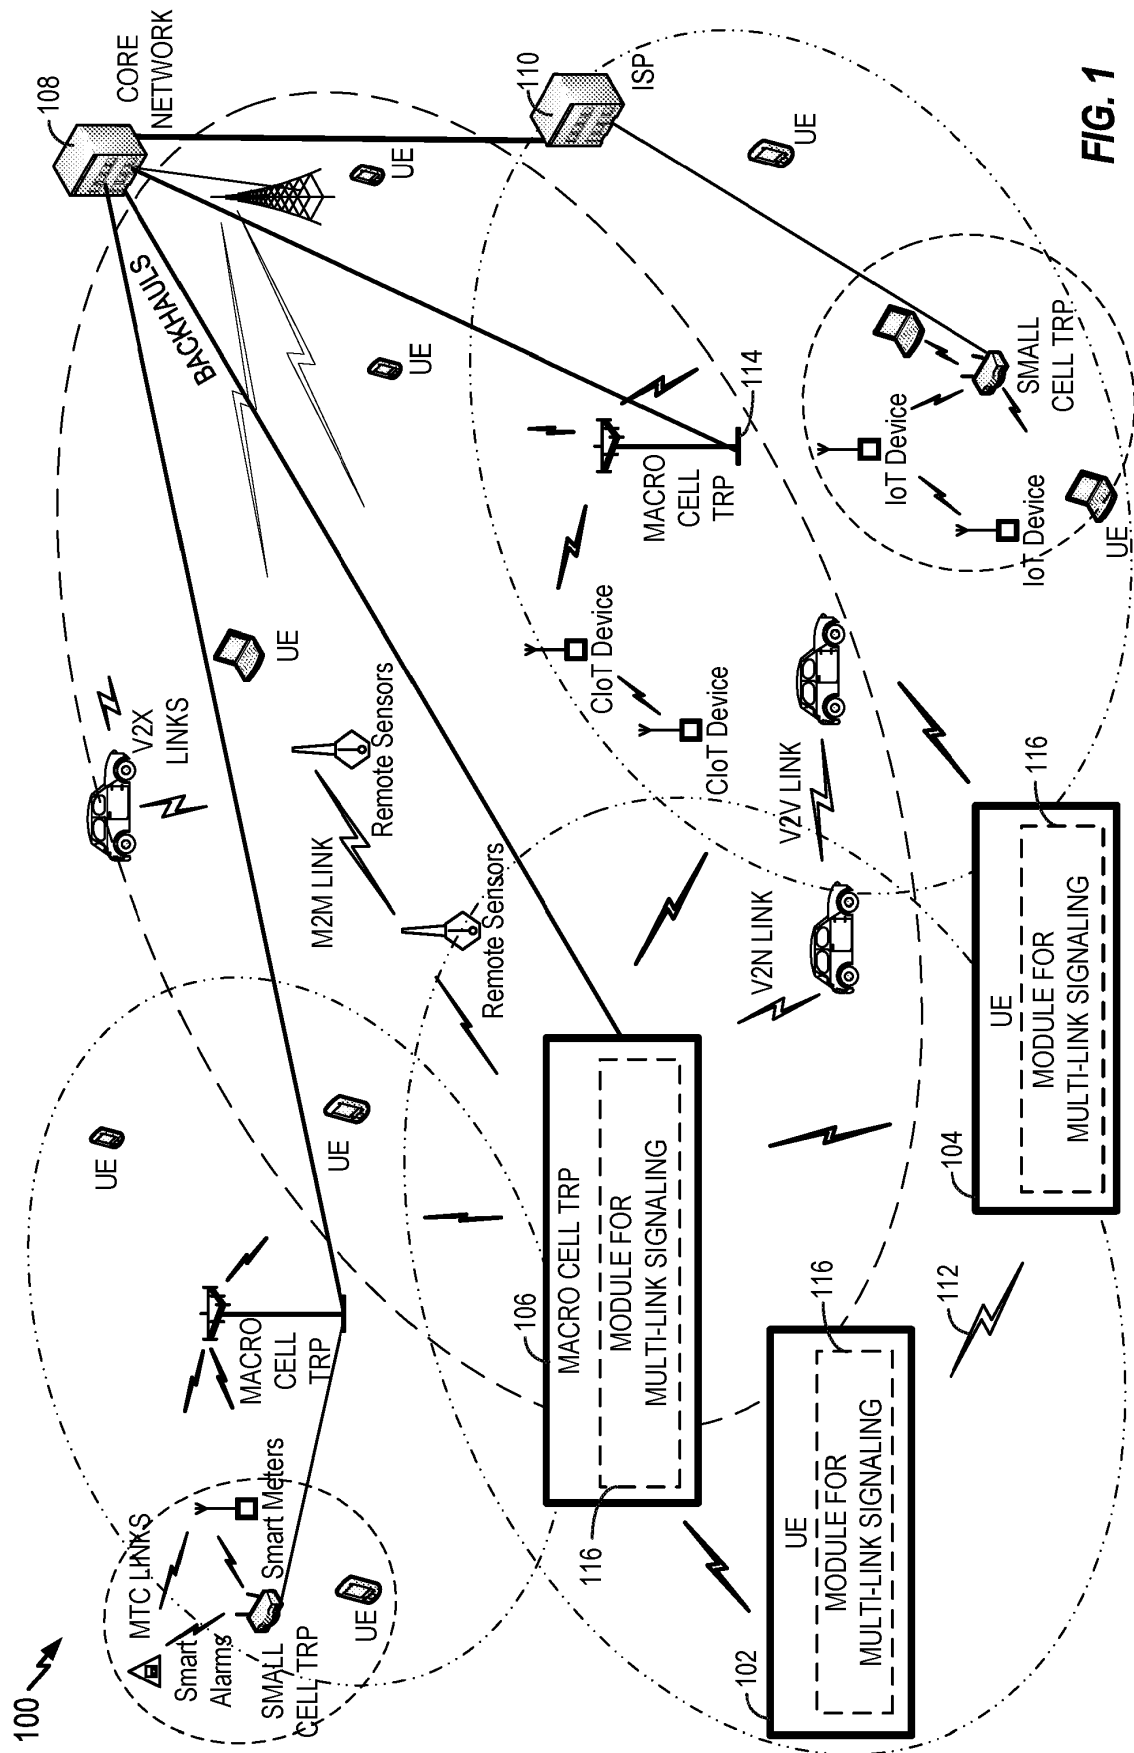 100
MTC LINKS
Smart
Alarms
Smart Meters
SMALL
CELL TRP
UE
MACRO
CELL
TRP
UE
UE
V2X
LINKS
UE
BACKHAULS
108
CORE
NETWORK
UE
UE
M2M LINK
Remote Sensors
Remote Sensors
110
ISP
UE
106
MACRO CELL TRP
MODULE FOR
MULTI-LINK SIGNALING
116
CIoT Device
CIoT Device
MACRO
CELL
TRP
114
V2N LINK
V2V LINK
IoT Device
IoT Device
SMALL
CELL TRP
UE
102
UE
MODULE FOR
MULTI-LINK SIGNALING
116
112
104
UE
MODULE FOR
MULTI-LINK SIGNALING
116
FIG. 1